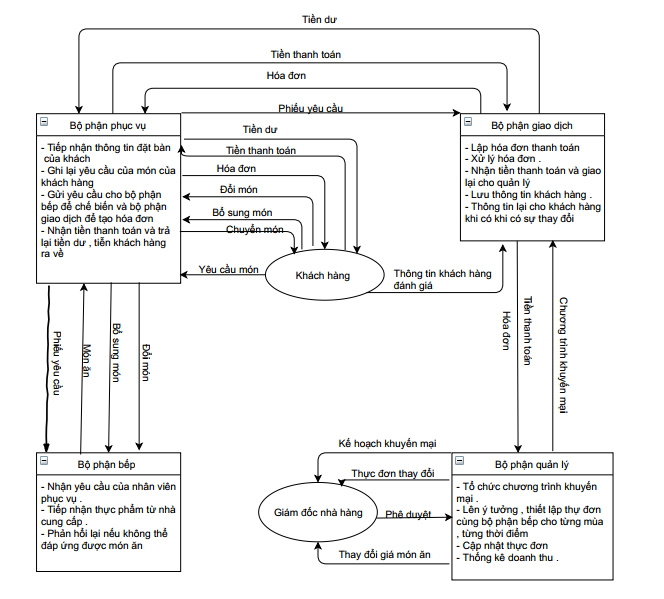 Tiền dư
Tiền thanh toán
Hóa đơn
Phiếu yêu cầu
Bộ phận phục vụ
- Tiếp nhận thông tin đặt bàn
của khách
- Ghi lại yêu cầu của món của
khách hàng
- Gửi yêu cầu cho bộ phận
bếp để chế biến và bộ phận
giao dịch để tạo hóa đơn
- Nhận tiền thanh toán và trả
lại tiền dư , tiễn khách hàng
ra về
Tiền dư
Tiền thanh toán
Hóa đơn
Đổi món
Bổ sung món
Chuyển món
Yêu cầu món
Khách hàng
Thông tin khách hàng
đánh giá
Bộ phận giao dịch
- Lập hóa đơn thanh toán
- Xử lý hóa đơn .
- Nhận tiền thanh toán và giao
lại cho quản lý
- Lưu thông tin khách hàng .
- Thông tin lại cho khách hàng
khi có khi có sự thay đổi
Phiếu yêu cầu
Món ăn
Bổ sung món
Đổi món
Hóa đơn
Tiền thanh toán
Chương trình khuyến mại
Bộ phận bếp
- Nhận yêu cầu của nhân viên
phục vụ .
- Tiếp nhận thực phẩm từ nhà
cung cấp .
- Phản hồi lại nếu không thể
đáp ứng được món ăn
Kế hoạch khuyến mại
Thực đơn thay đổi
Giám đốc nhà hàng
Phê duyệt
Thay đổi giá món ăn
Bộ phận quản lý
- Tổ chức chương trình khuyến
mại .
- Lên ý tưởng , thiết lập thự đơn
cùng bộ phận bếp cho từng mùa
, từng thời điểm
- Cập nhật thực đơn
- Thống kê doanh thu .